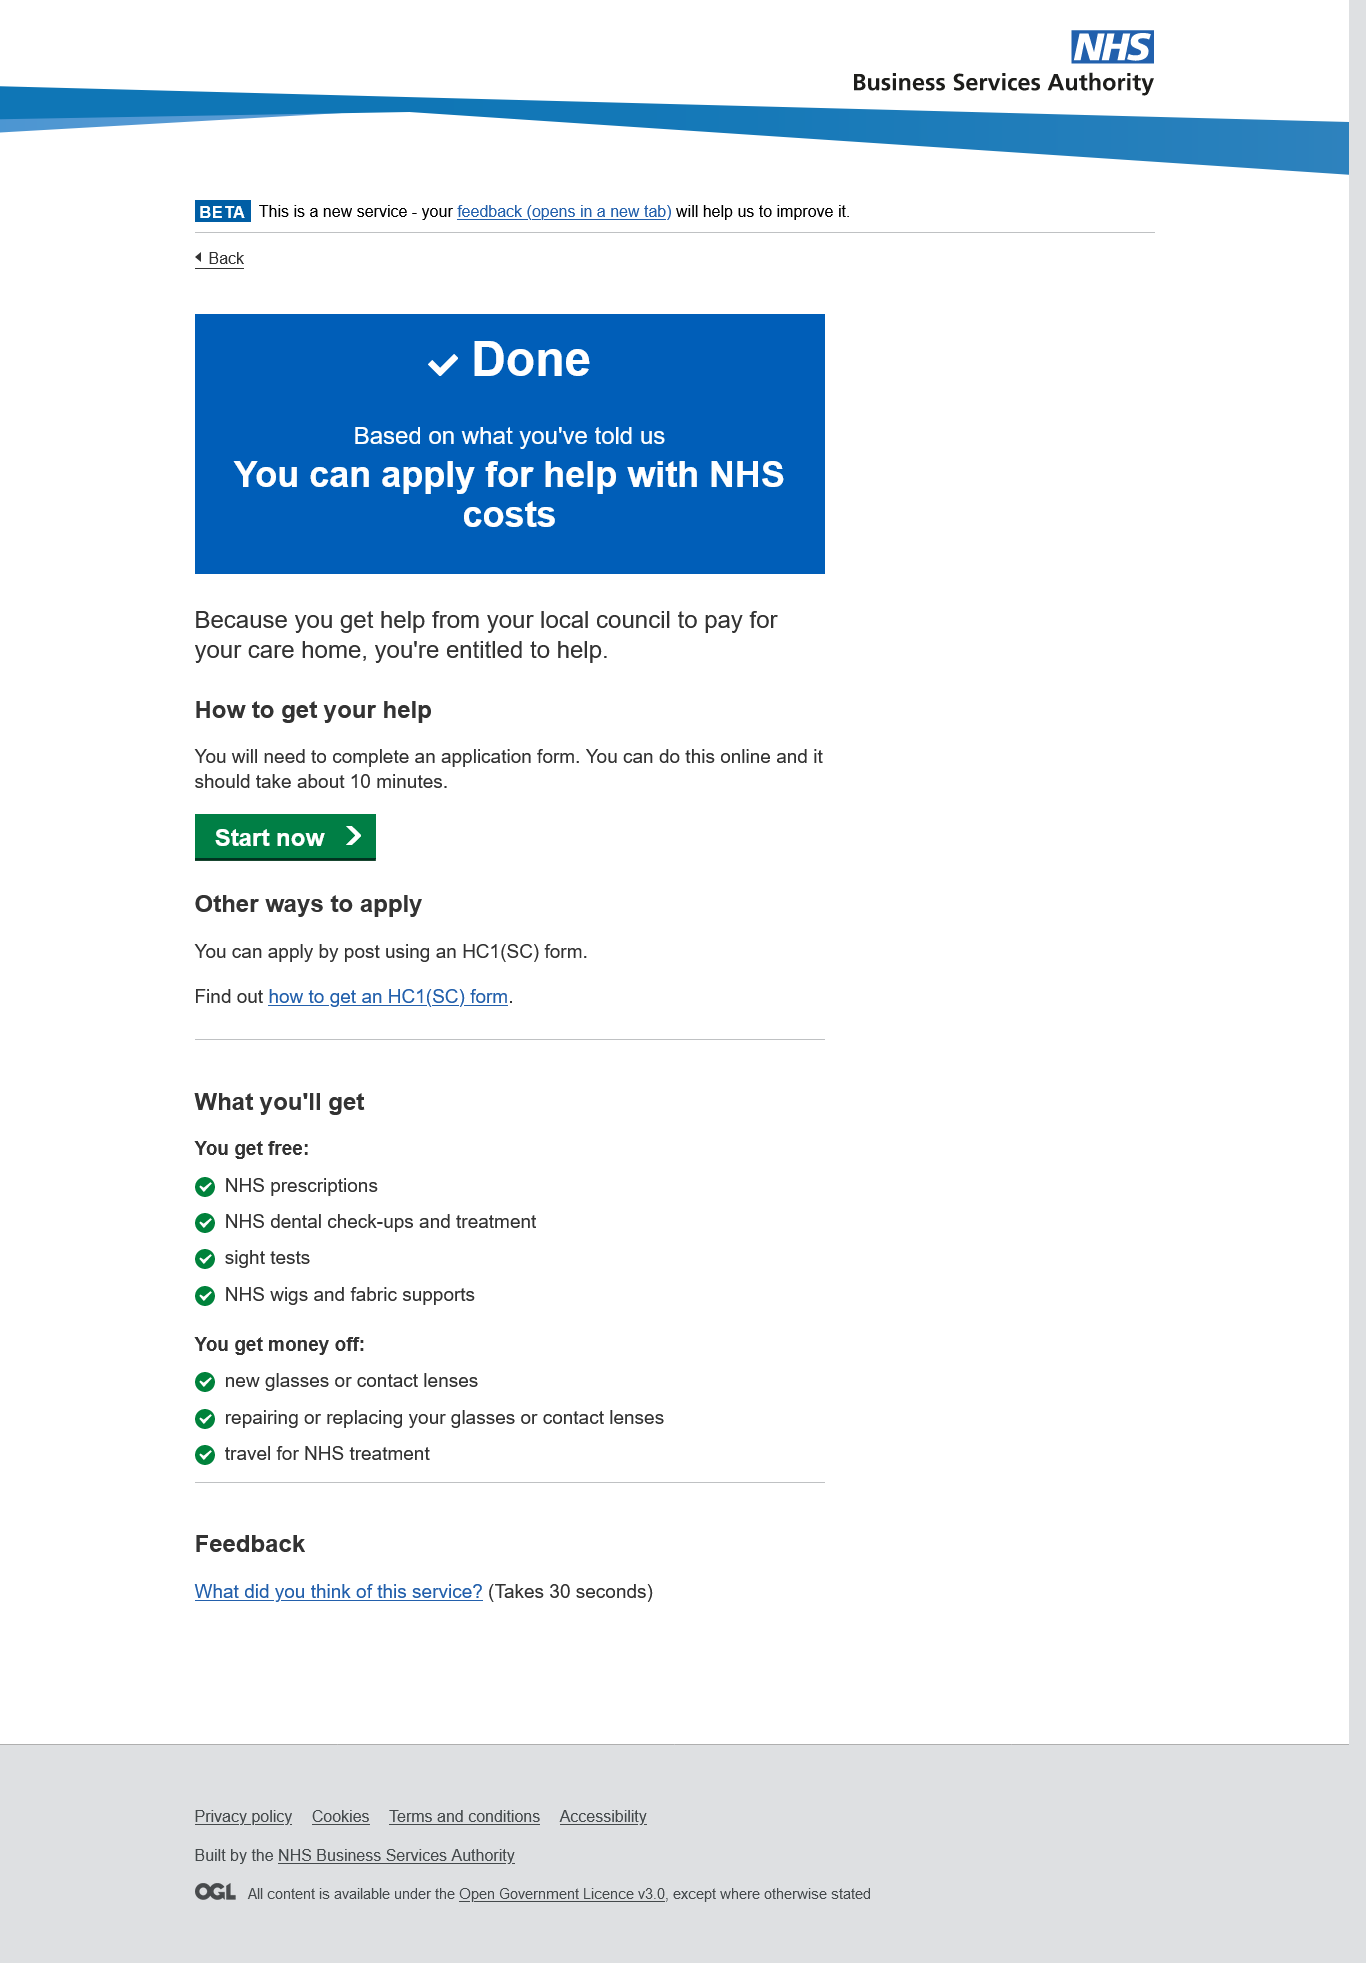 NHS
Business Services Authority
BETA This is a new service - your feedback (opens in a new tab) will help us to improve it.
Back
Done
Based on what you've told us
You can apply for help with NHS
costs
Because you get help from your local council to pay for
your care home, you're entitled to help.
How to get your help
You will need to complete an application form. You can do this online and it
should take about 10 minutes.
Start now
Other ways to apply
You can apply by post using an HC1(SC) form.
Find out how to get an HC1(SC) form.
What you'll get
You get free:
NHS prescriptions
NHS dental check-ups and treatment
sight tests
NHS wigs and fabric supports
You get money off:
new glasses or contact lenses
repairing or replacing your glasses or contact lenses
travel for NHS treatment
Feedback
What did you think of this service? (Takes 30 seconds)
Privacy policy Cookies Terms and conditions Accessibility
Built by the NHS Business Services Authority
OGL All content is available under the Open Government Licence v3.0, except where otherwise stated